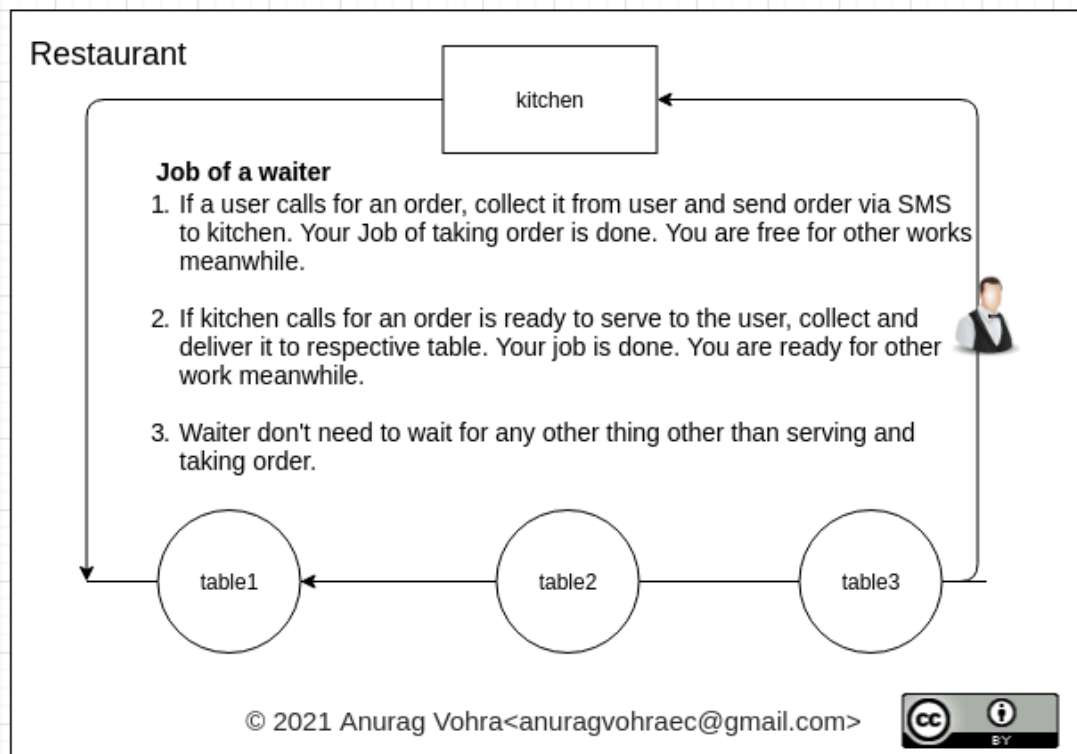 Restaurant
kitchen
Job of a waiter
1. If a user calls for an order, collect it from user and send order via SMS
to kitchen. Your Job of taking order is done. You are free for other works
meanwhile.
2. If kitchen calls for an order is ready to serve to the user, collect and
deliver it to respective table. Your job is done. You are ready for other
work meanwhile.
3. Waiter don't need to wait for any other thing other than serving and
taking order.
table1 table2 table3
© 2021 Anurag Vohra<anuragvohraec@gmail.com>
cc
BY